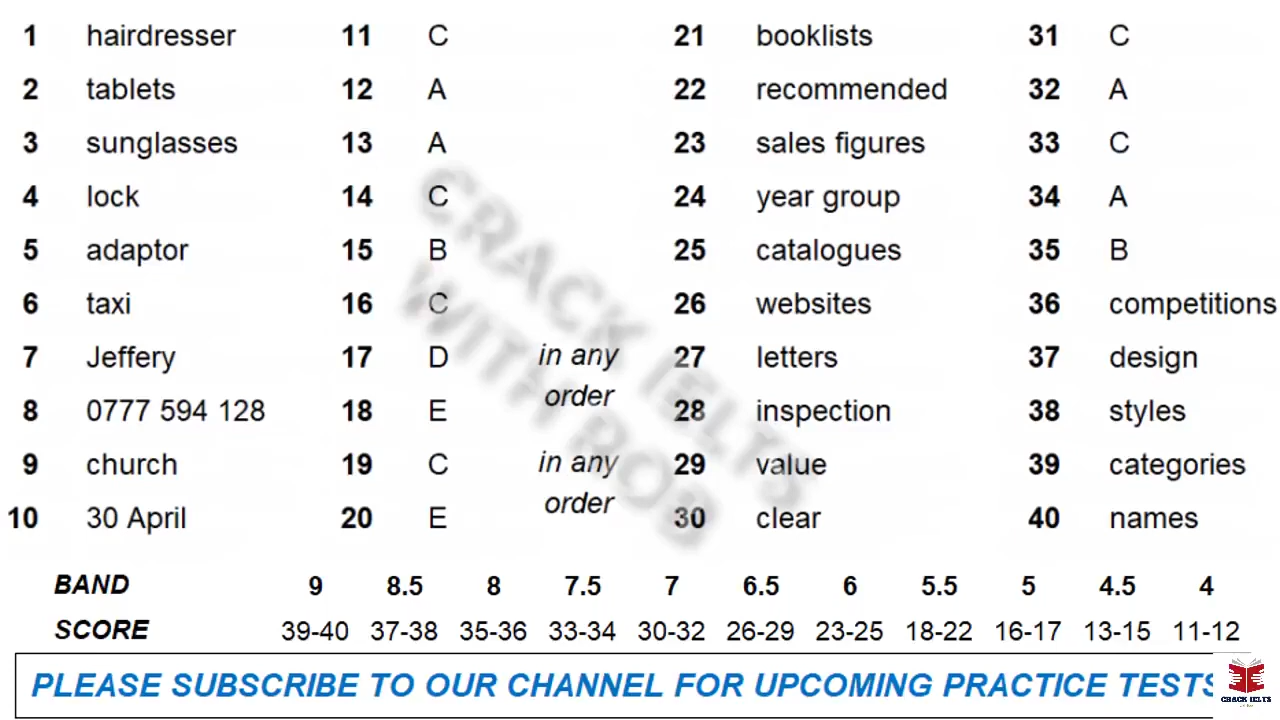 1 hairdresser 11 C 21 booklists 31 C
2 tablets 12 A 22 recommended 32 A
3 sunglasses 13 A 23 sales figures 33 C
4 lock 14 C 24 year group 34 A
5 adaptor 15 B 25 catalogues 35 B
6 taxi 16 C 26 websites 36 competitions
7 Jeffery 17 D in any 27 letters 37 design
8 0777 594 128 18 E order 28 inspection 38 styles
9 church 19 C in any 29 value 39 categories
10 30 April 20 E order 30 clear 40 names
CRACK IELTS
WITH ROB
BAND 9 8.5 8 7.5 7 6.5 6 5.5 5 4.5 4
SCORE 39-40 37-38 35-36 33-34 30-32 26-29 23-25 18-22 16-17 13-15 11-12
PLEASE SUBSCRIBE TO OUR CHANNEL FOR UPCOMING PRACTICE TESTS
CRACK IELTS